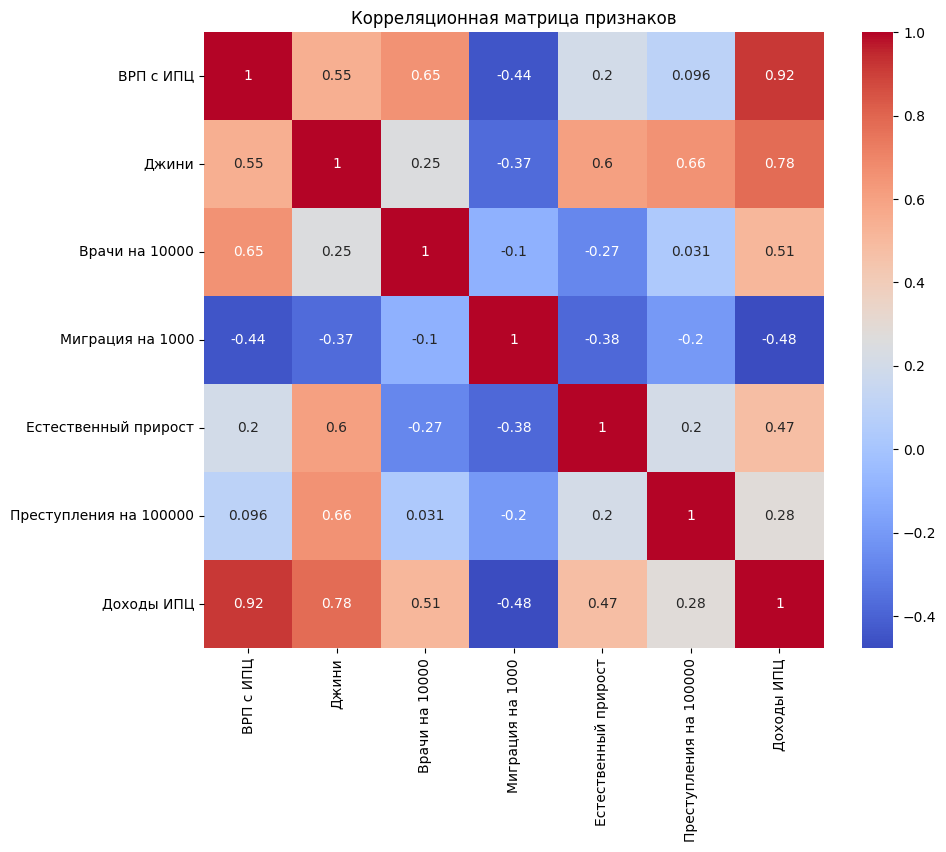 Корреляционная матрица признаков
ВРП с ИПЦ 1 0.55 0.65 -0.44 0.2 0.096 0.92
Джини 0.55 1 0.25 -0.37 0.6 0.66 0.78
Врачи на 10000 0.65 0.25 1 -0.1 -0.27 0.031 0.51
Миграция на 1000 -0.44 -0.37 -0.1 1 -0.38 -0.2 -0.48
Естественный прирост 0.2 0.6 -0.27 -0.38 1 0.2 0.47
Преступления на 100000 0.096 0.66 0.031 -0.2 0.2 1 0.28
Доходы ИПЦ 0.92 0.78 0.51 -0.48 0.47 0.28 1
ВРП с ИПЦ
Джини
Врачи на 10000
Миграция на 1000
Естественный прирост
Преступления на 100000
Доходы ИПЦ
1.0
0.8
0.6
0.4
0.2
0.0
−0.2
−0.4